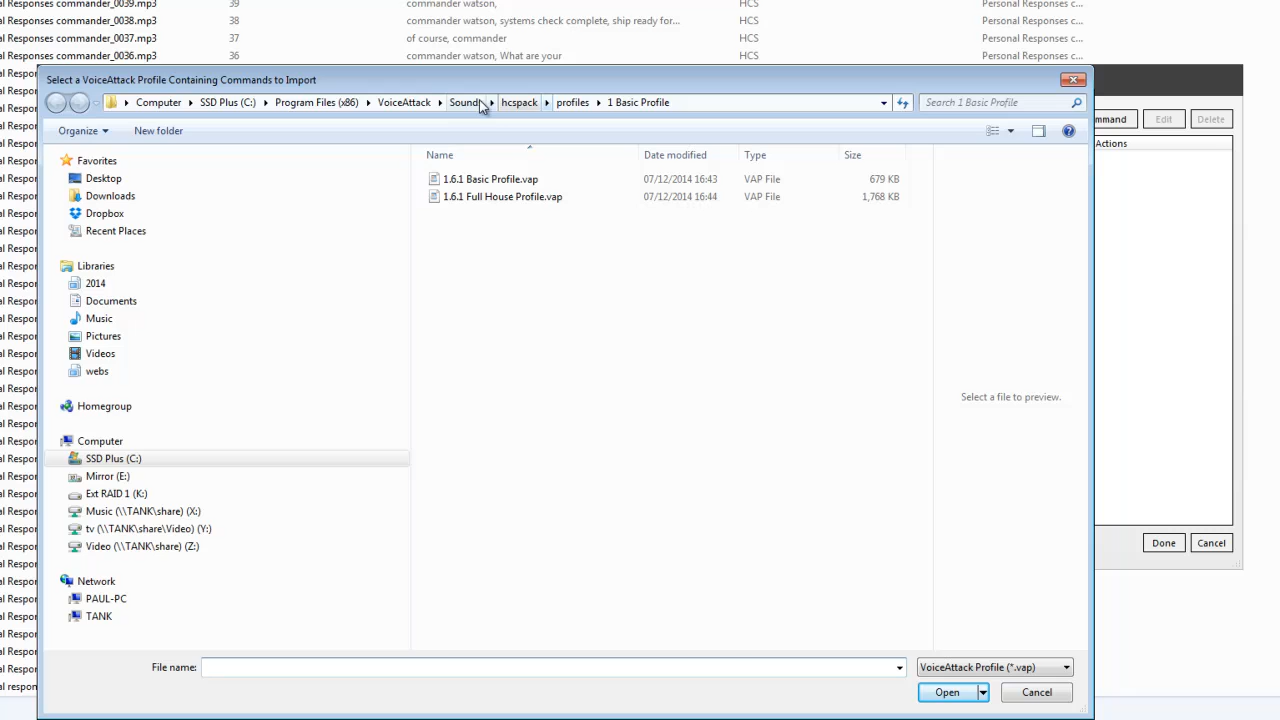 al Responses commander_0039.mp3 39 commander watson, HCS Personal Responses c...
al Responses commander_0038.mp3 38 commander watson, systems check complete, ship ready for... HCS Personal Responses c...
al Responses commander_0037.mp3 37 of course, commander HCS Personal Responses c...
al Responses commander_0036.mp3 36 commander watson, What are your HCS Personal Responses c...
Select a VoiceAttack Profile Containing Commands to Import
Computer SSD Plus (C:) Program Files (x86) VoiceAttack Sounds hcspack profiles 1 Basic Profile Search 1 Basic Profile
Organize New folder
mmand Edit Delete
Actions
Name Date modified Type Size
1.6.1 Basic Profile.vap 07/12/2014 16:43 VAP File 679 KB
1.6.1 Full House Profile.vap 07/12/2014 16:44 VAP File 1,768 KB
Favorites
Desktop
Downloads
Dropbox
Recent Places
Libraries
2014
Documents
Music
Pictures
Videos
webs
Homegroup
Computer
SSD Plus (C:)
Mirror (E:)
Ext RAID 1 (K:)
Music (\\TANK\share) (X:)
tv (\\TANK\share\Video) (Y:)
Video (\\TANK\share) (Z:)
Network
PAUL-PC
TANK
Select a file to preview.
Done Cancel
File name: VoiceAttack Profile (*.vap)
Open Cancel